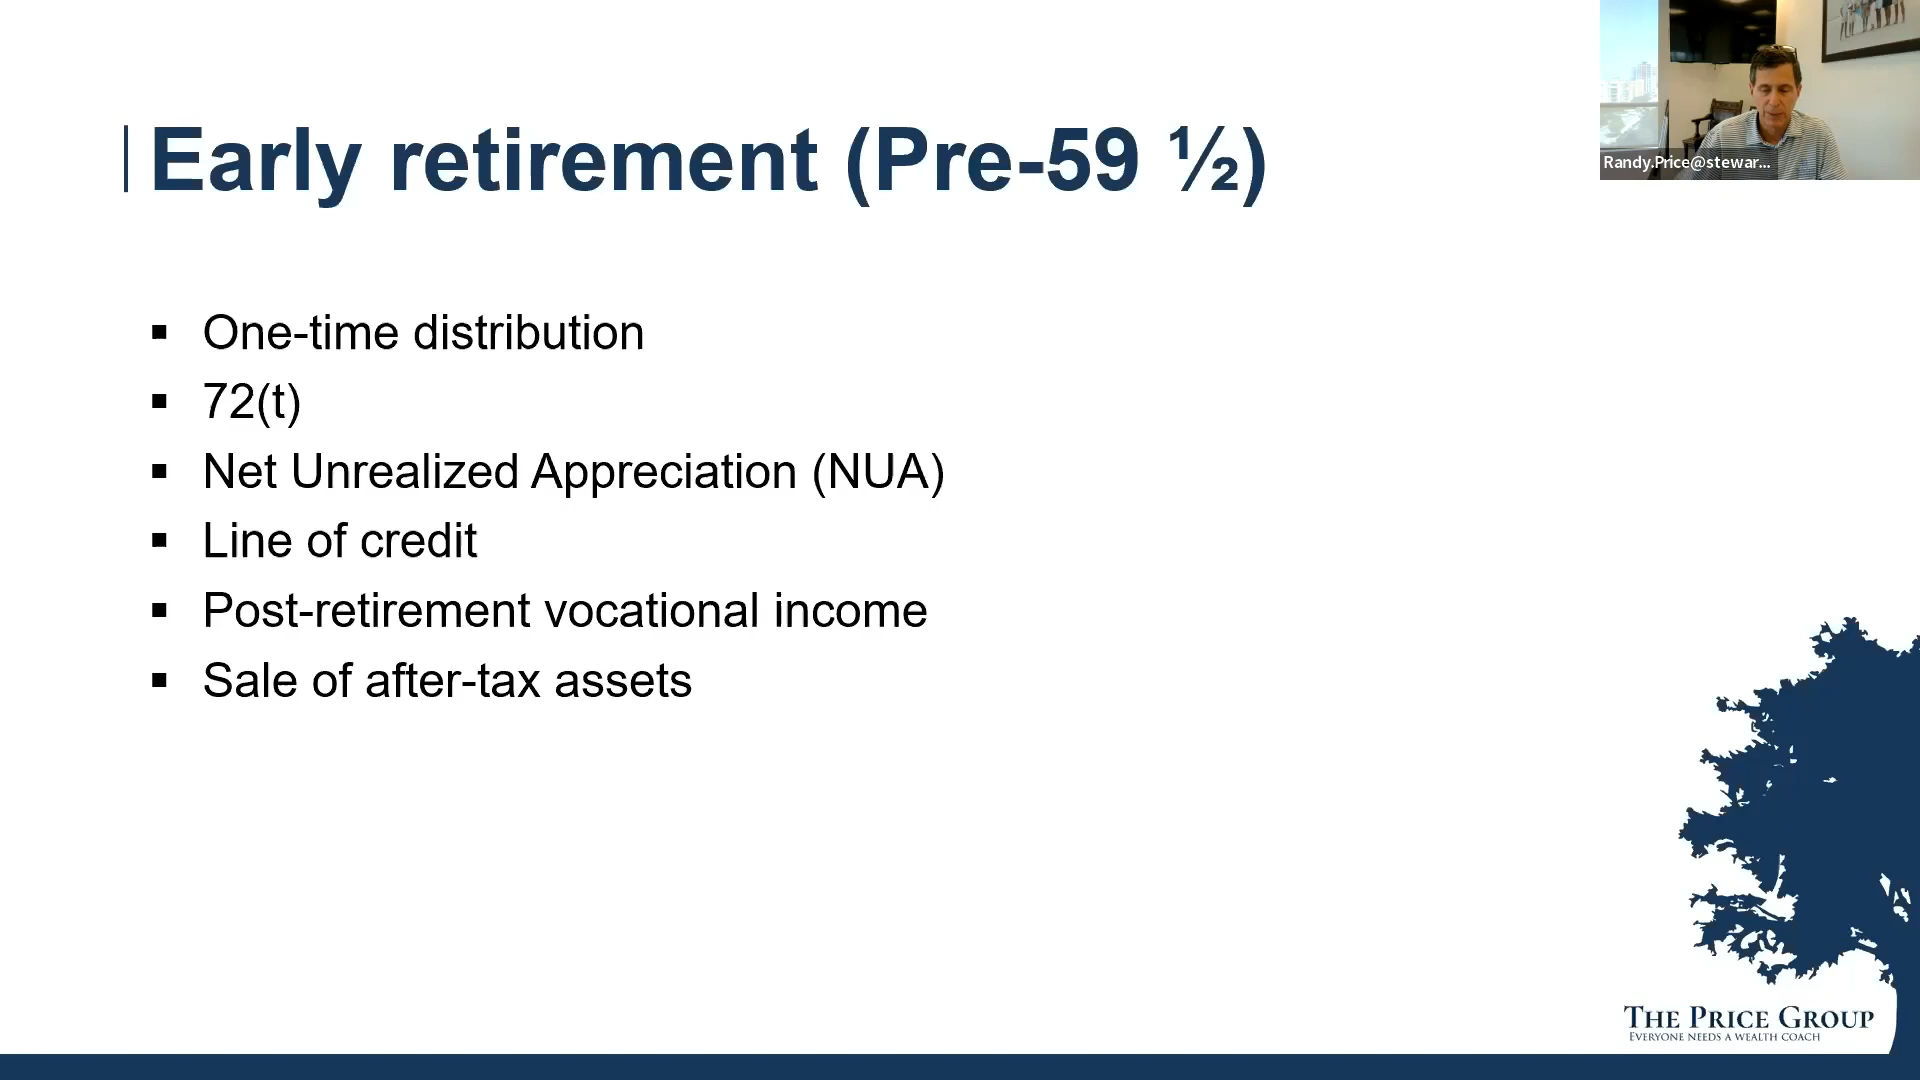 Early retirement (Pre-59 ½)
Randy.Price@stewar...
▪ One-time distribution
▪ 72(t)
▪ Net Unrealized Appreciation (NUA)
▪ Line of credit
▪ Post-retirement vocational income
▪ Sale of after-tax assets
THE PRICE GROUP
EVERYONE NEEDS A WEALTH COACH